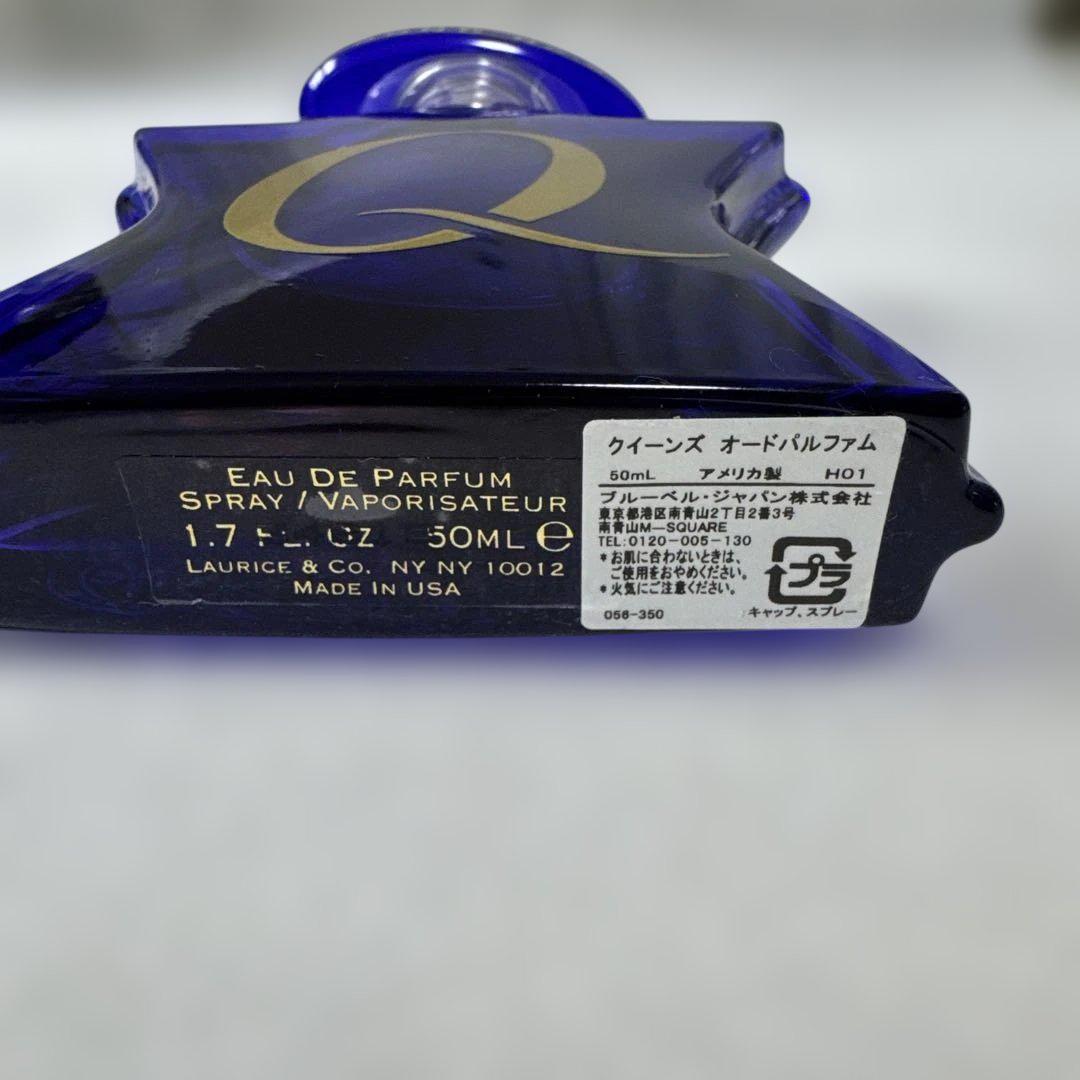 Q
EAU DE PARFUM
SPRAY / VAPORISATEUR
1.7 FL. OZ 50ML ℮
LAURICE & CO. NY NY 10012
MADE IN USA
クイーンズ オードパルファム
50mL アメリカ製 H01
ブルーベル・ジャパン株式会社
東京都港区南青山2丁目2番3号
南青山M―SQUARE
TEL:0120-005-130
*お肌に合わないときは、
ご使用をおやめください。
*火気にご注意ください。
プラ
056-350 キャップ、スプレー